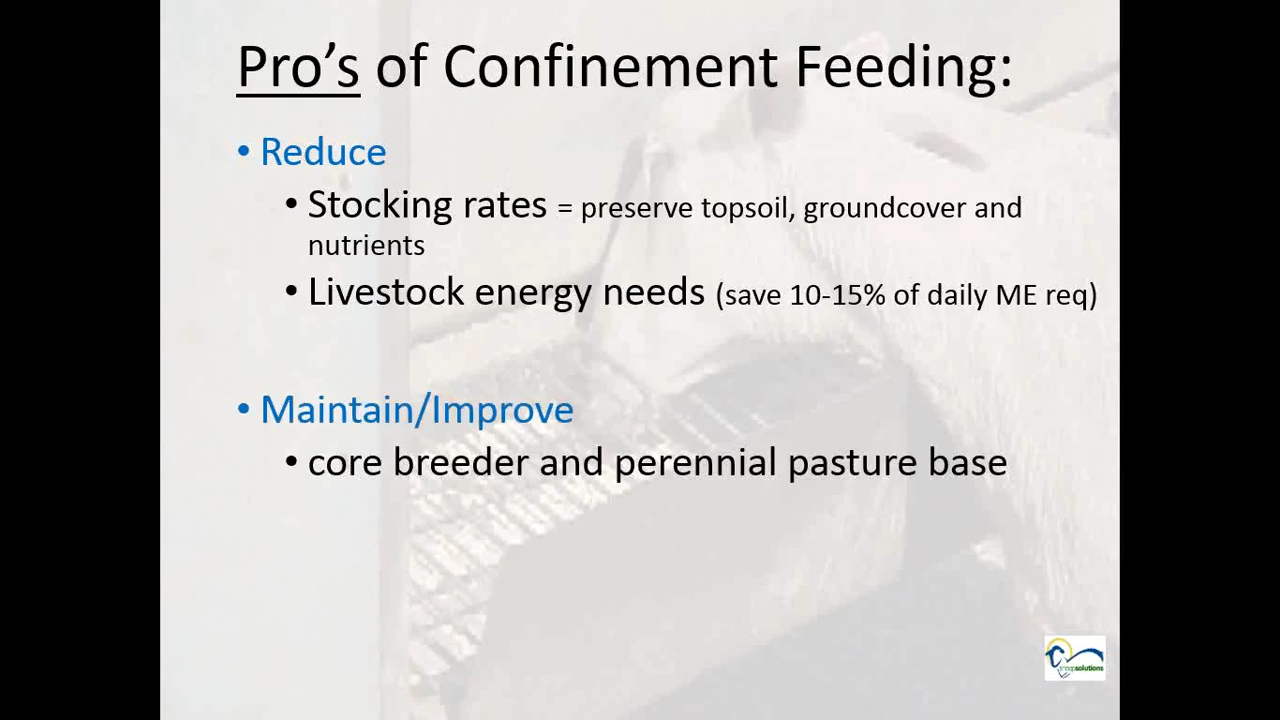 Pro's of Confinement Feeding:
• Reduce
• Stocking rates = preserve topsoil, groundcover and
nutrients
• Livestock energy needs (save 10-15% of daily ME req)
• Maintain/Improve
• core breeder and perennial pasture base